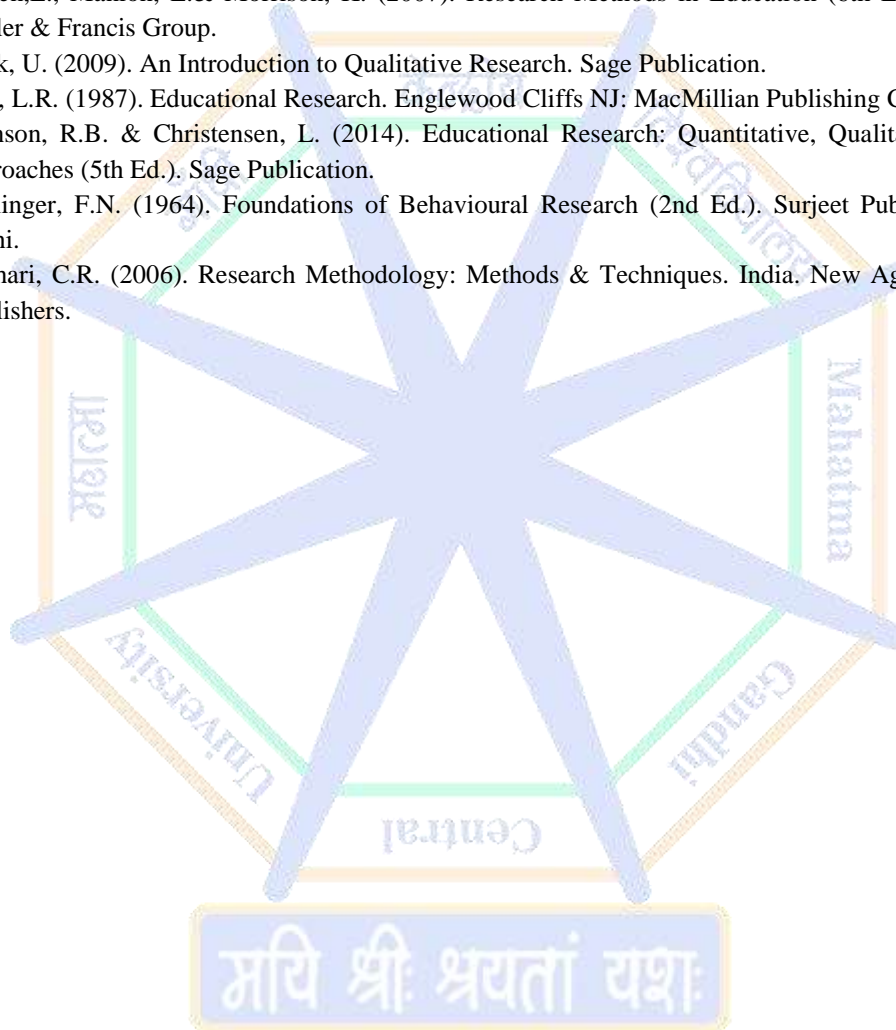 ler & Francis Group.
k, U. (2009). An Introduction to Qualitative Research. Sage Publication.
, L.R. (1987). Educational Research. Englewood Cliffs NJ: MacMillian Publishing C
nson, R.B. & Christensen, L. (2014). Educational Research: Quantitative, Qualit
roaches (5th Ed.). Sage Publication.
inger, F.N. (1964). Foundations of Behavioural Research (2nd Ed.). Surjeet Pub
ni.
hari, C.R. (2006). Research Methodology: Methods & Techniques. India. New Ag
lishers.
महात्मा
Mahatma
Gandhi
Central
University
मयि श्रीः श्रयतां यशः